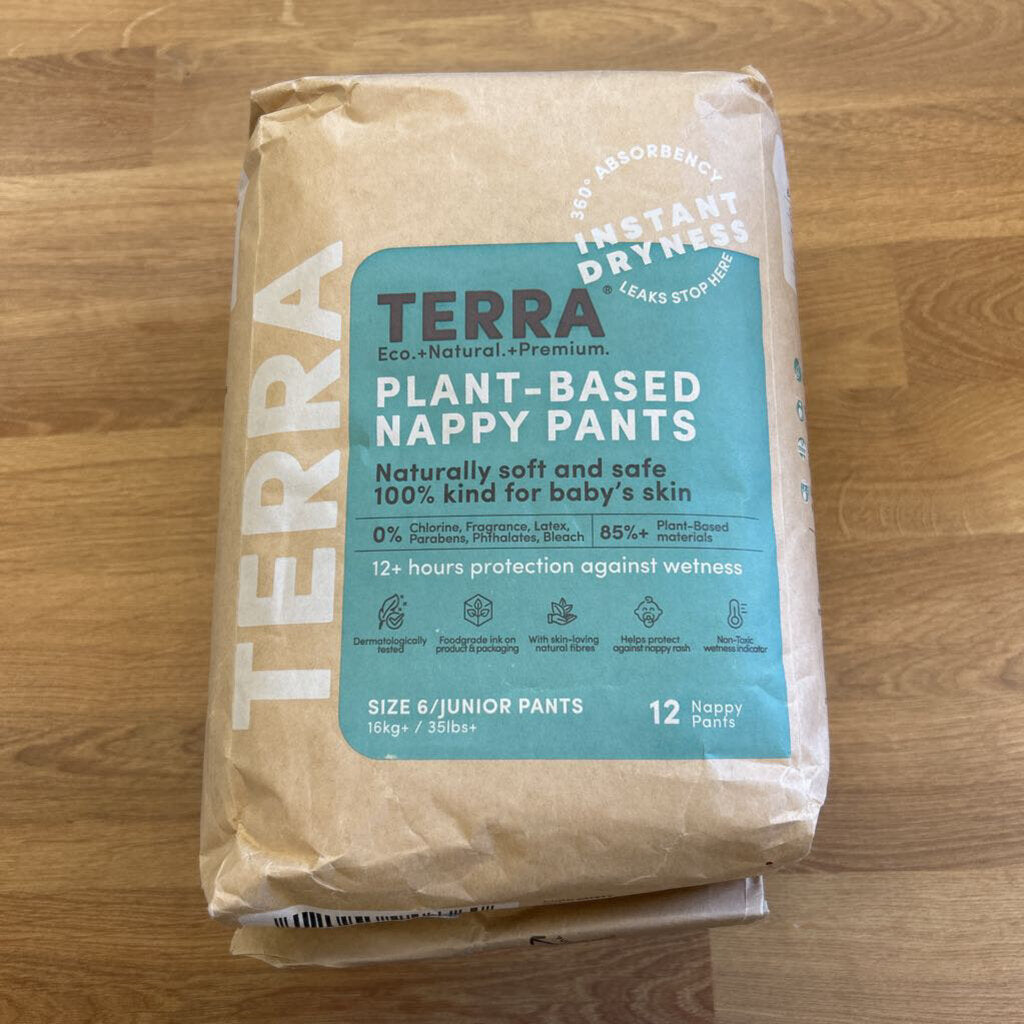 360° ABSORBENCY
INSTANT
DRYNESS
LEAKS STOP HERE
TERRA
TERRA®
Eco.+Natural.+Premium.
PLANT-BASED
NAPPY PANTS
Naturally soft and safe
100% kind for baby's skin
0% Chlorine, Fragrance, Latex,
Parabens, Phthalates, Bleach
85%+ Plant-Based
materials
12+ hours protection against wetness
Dermatologically
tested
Foodgrade ink on
product & packaging
With skin-loving
natural fibres
Helps protect
against nappy rash
Non-Toxic
wetness indicator
SIZE 6/JUNIOR PANTS
16kg+ / 35lbs+
12 Nappy
Pants